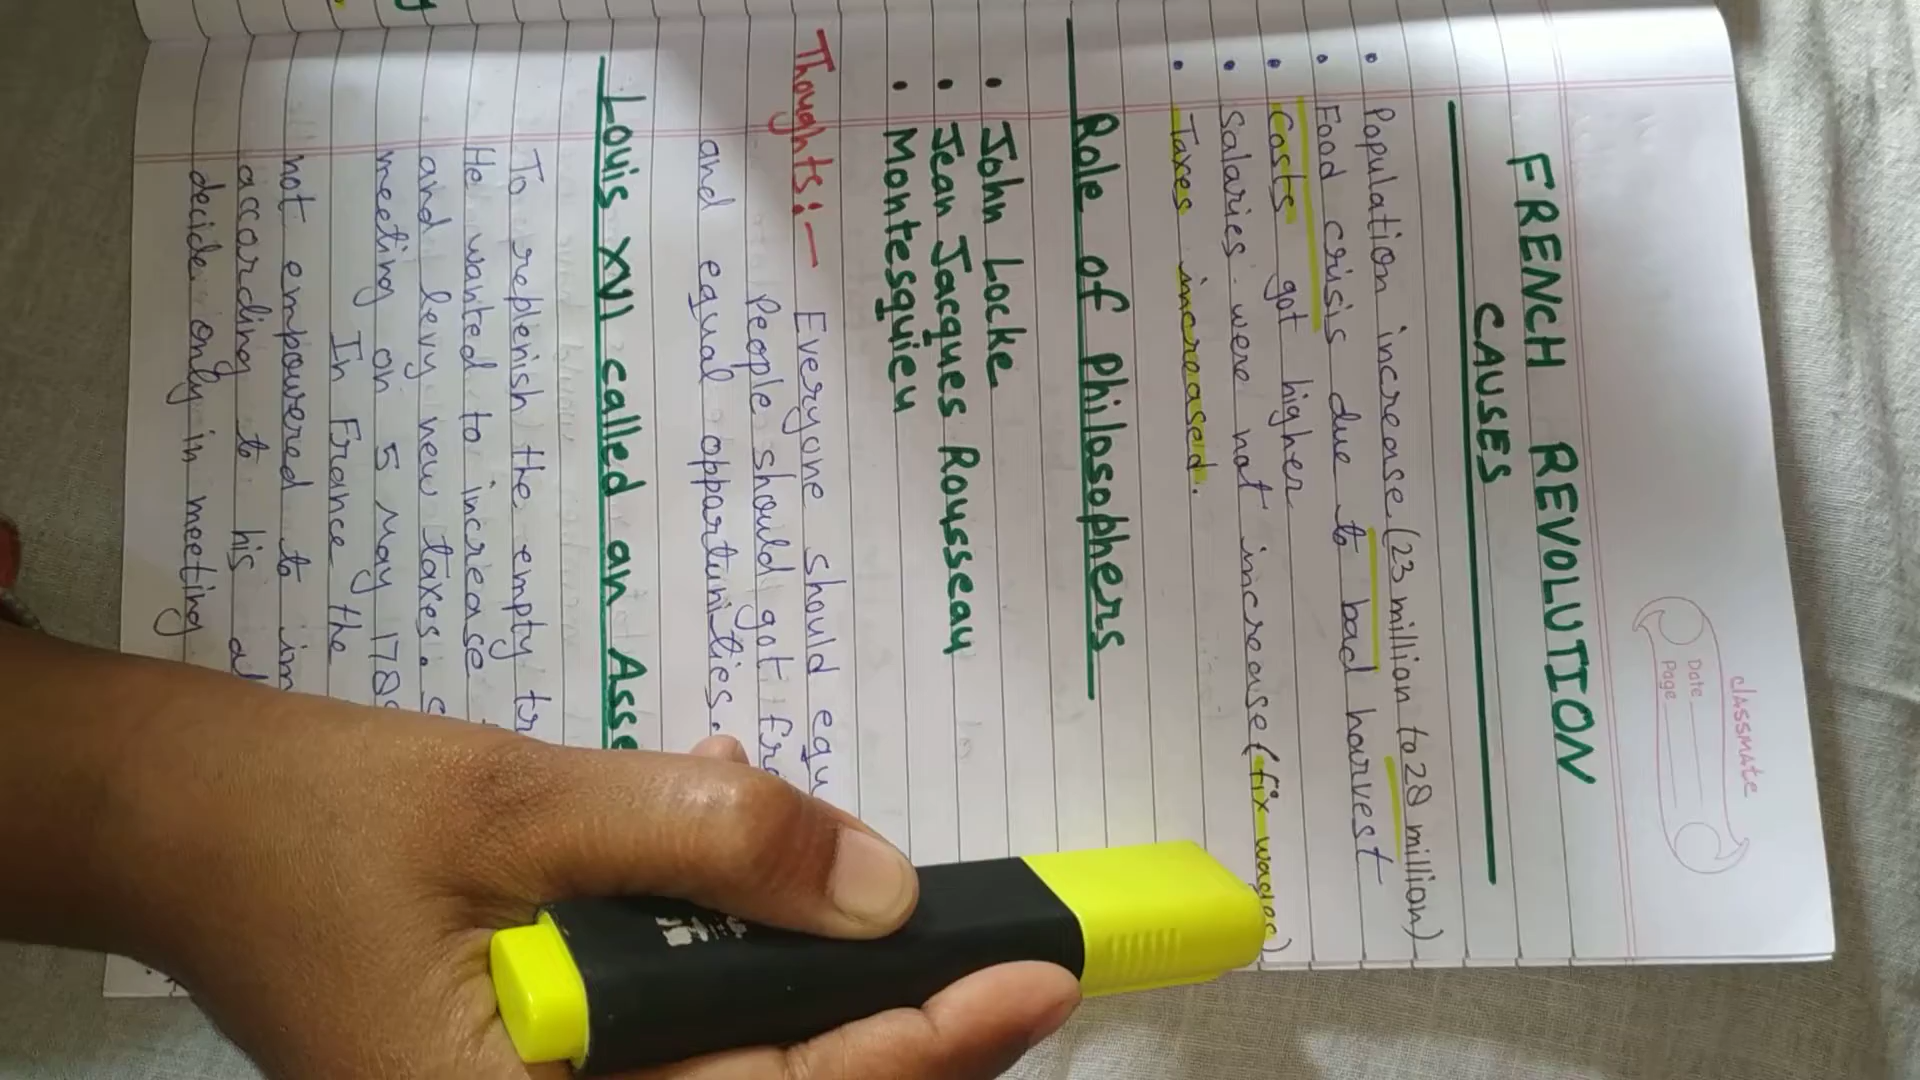 classmate
Date
Page
FRENCH REVOLUTION
CAUSES
• Population increase (23 million to 28 million)
• Food crisis due to bad harvest
• Costs got higher
• Salaries were not increase (fix wages)
• Taxes increased.
Role of Philosophers
• John Locke
• Jean Jacques Rousseau
• Montesquieu
Thoughts:— Everyone should equ
People should got fr
and equal opportunities.
Louis XVI called an Asse
To replenish the empty tr
He wanted to increase
and levy new taxes.
meeting on 5 May 178
In France the
not empowered to im
according to his
decide only in meeting